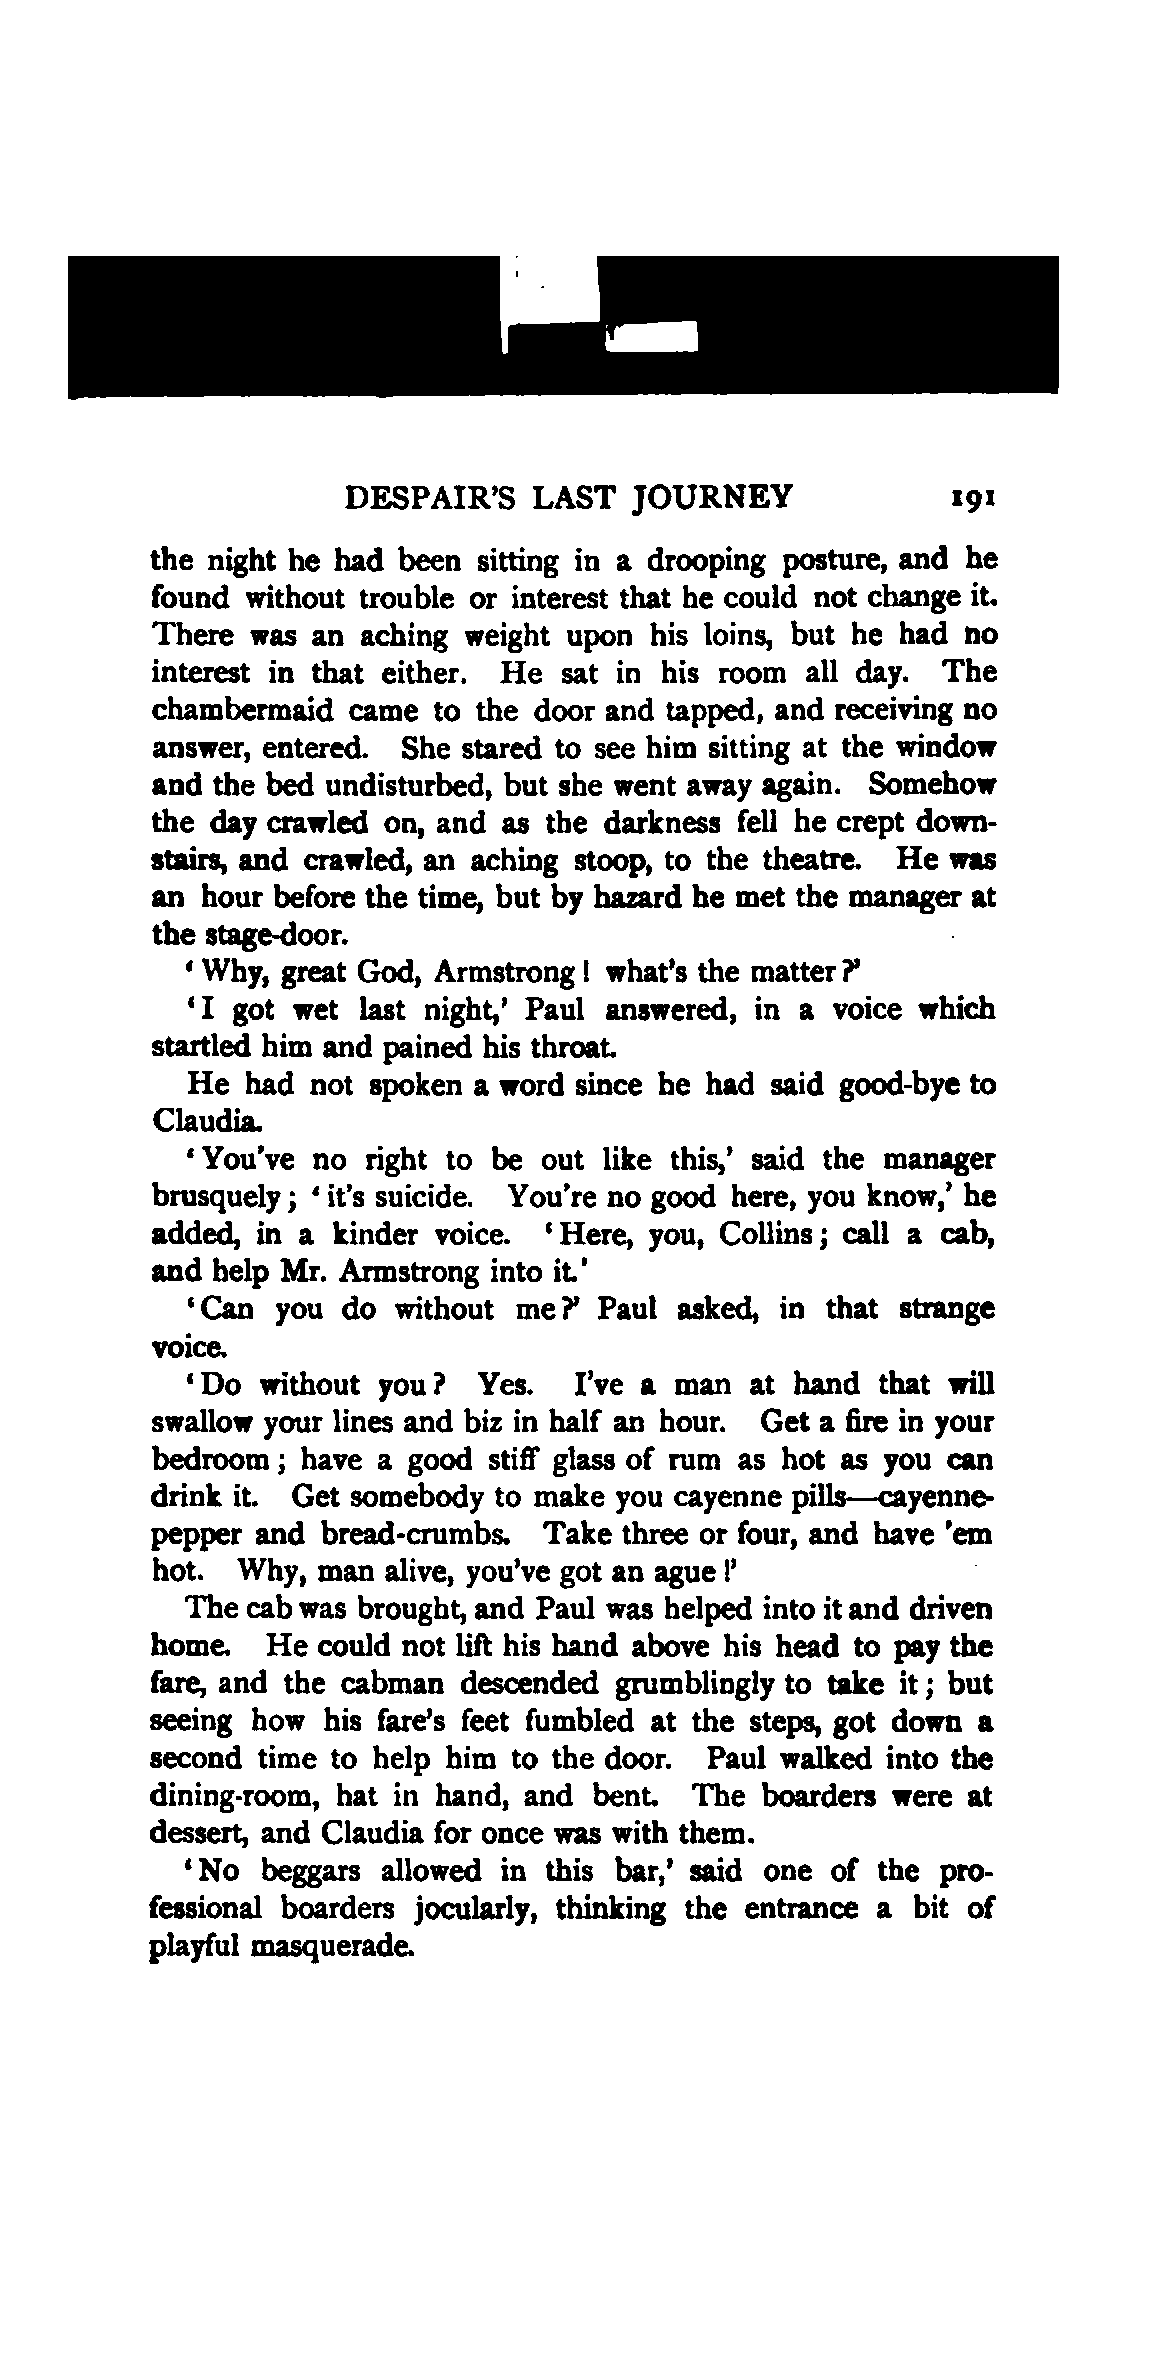 DESPAIR'S LAST JOURNEY 191
the night he had been sitting in a drooping posture, and he
found without trouble or interest that he could not change it.
There was an aching weight upon his loins, but he had no
interest in that either. He sat in his room all day. The
chambermaid came to the door and tapped, and receiving no
answer, entered. She stared to see him sitting at the window
and the bed undisturbed, but she went away again. Somehow
the day crawled on, and as the darkness fell he crept down-
stairs, and crawled, an aching stoop, to the theatre. He was
an hour before the time, but by hazard he met the manager at
the stage-door.
'Why, great God, Armstrong! what's the matter?'
'I got wet last night,' Paul answered, in a voice which
startled him and pained his throat.
He had not spoken a word since he had said good-bye to
Claudia.
'You've no right to be out like this,' said the manager
brusquely; 'it's suicide. You're no good here, you know,' he
added, in a kinder voice. 'Here, you, Collins; call a cab,
and help Mr. Armstrong into it.'
'Can you do without me?' Paul asked, in that strange
voice.
'Do without you? Yes. I've a man at hand that will
swallow your lines and biz in half an hour. Get a fire in your
bedroom; have a good stiff glass of rum as hot as you can
drink it. Get somebody to make you cayenne pills—cayenne-
pepper and bread-crumbs. Take three or four, and have 'em
hot. Why, man alive, you've got an ague!'
The cab was brought, and Paul was helped into it and driven
home. He could not lift his hand above his head to pay the
fare, and the cabman descended grumblingly to take it; but
seeing how his fare's feet fumbled at the steps, got down a
second time to help him to the door. Paul walked into the
dining-room, hat in hand, and bent. The boarders were at
dessert, and Claudia for once was with them.
'No beggars allowed in this bar,' said one of the pro-
fessional boarders jocularly, thinking the entrance a bit of
playful masquerade.